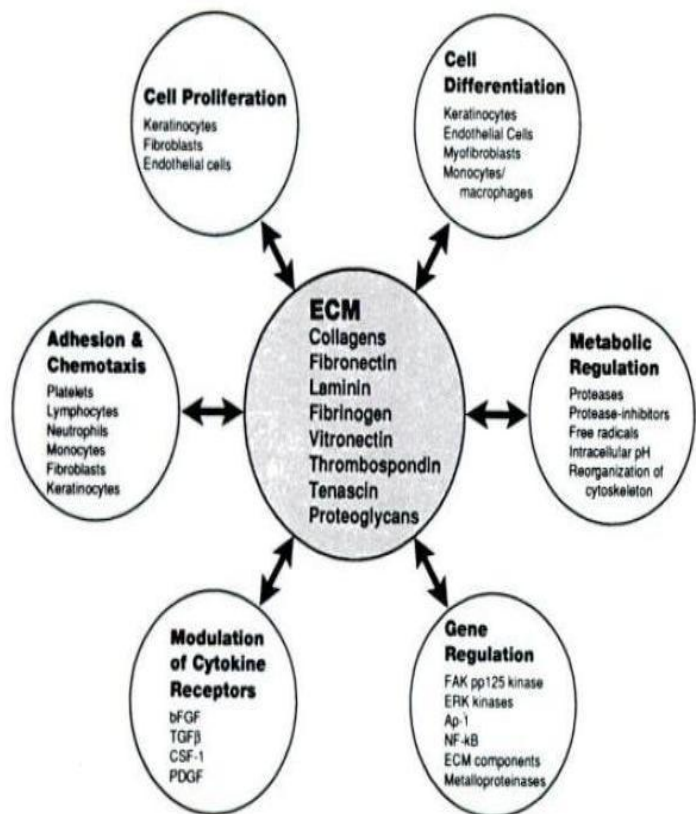 Cell Proliferation
Keratinocytes
Fibroblasts
Endothelial cells
Cell
Differentiation
Keratinocytes
Endothelial Cells
Myofibroblasts
Monocytes/
macrophages
ECM
Collagens
Fibronectin
Laminin
Fibrinogen
Vitronectin
Thrombospondin
Tenascin
Proteoglycans
Adhesion &
Chemotaxis
Platelets
Lymphocytes
Neutrophils
Monocytes
Fibroblasts
Keratinocytes
Metabolic
Regulation
Proteases
Protease-inhibitors
Free radicals
Intracellular pH
Reorganization of
cytoskeleton
Modulation
of Cytokine
Receptors
bFGF
TGFβ
CSF-1
PDGF
Gene
Regulation
FAK pp125 kinase
ERK kinases
Ap-1
NF-kB
ECM components
Metalloproteinases